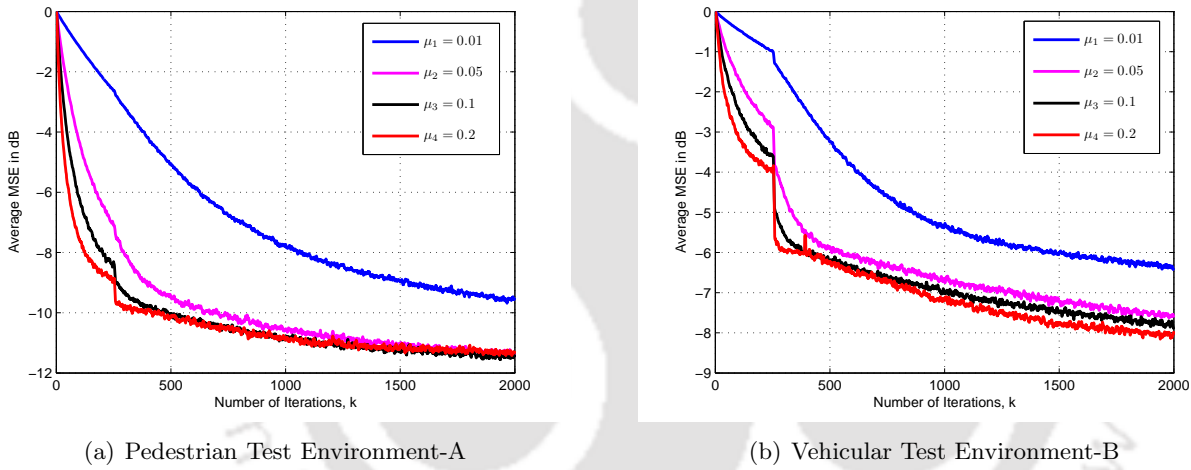 0
−2
−4
−6
−8
−10
−12
0
500
1000
1500
2000
Average MSE in dB
Number of Iterations, k
μ₁ = 0.01
μ₂ = 0.05
μ₃ = 0.1
μ₄ = 0.2
(a) Pedestrian Test Environment-A
0
−1
−2
−3
−4
−5
−6
−7
−8
−9
0
500
1000
1500
2000
Average MSE in dB
Number of Iterations, k
μ₁ = 0.01
μ₂ = 0.05
μ₃ = 0.1
μ₄ = 0.2
(b) Vehicular Test Environment-B